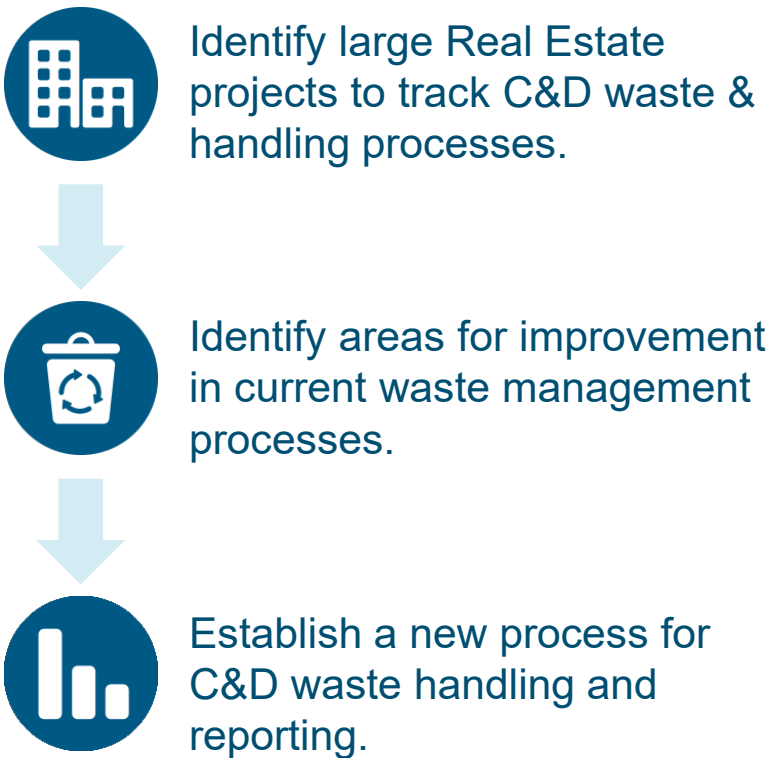 Identify large Real Estate
projects to track C&D waste &
handling processes.
Identify areas for improvement
in current waste management
processes.
Establish a new process for
C&D waste handling and
reporting.